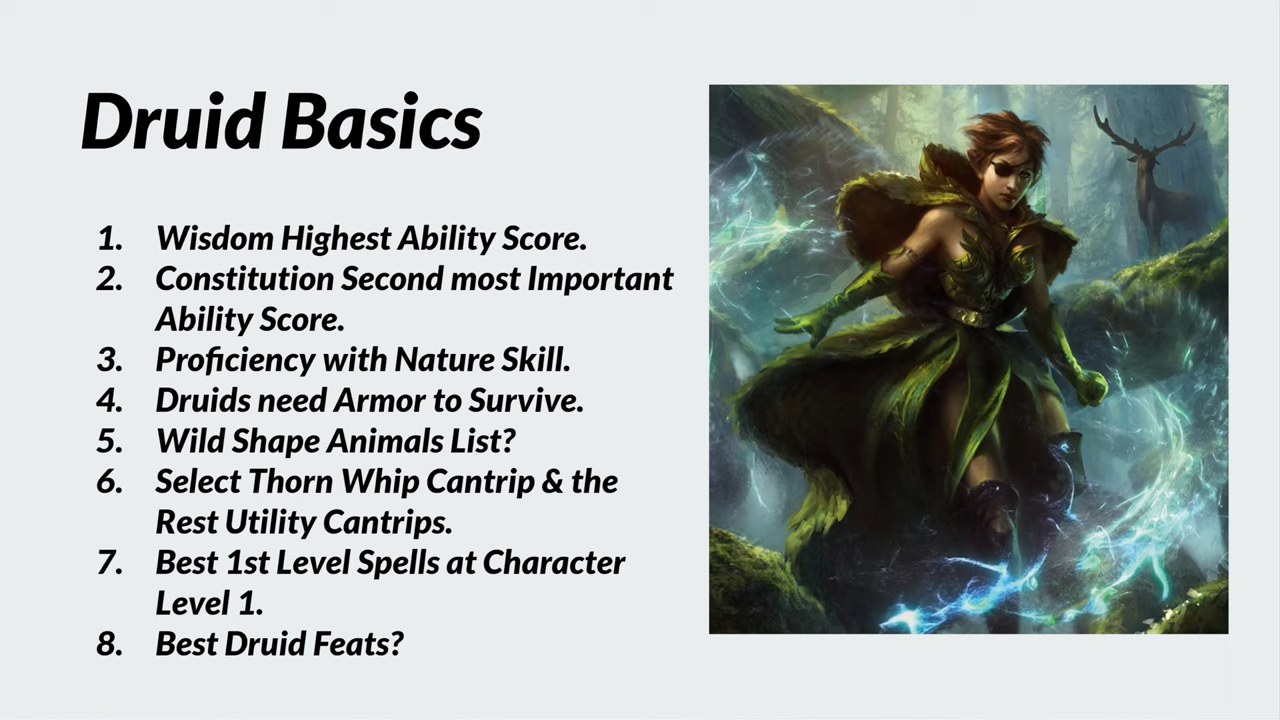 Druid Basics
1. Wisdom Highest Ability Score.
2. Constitution Second most Important
Ability Score.
3. Proficiency with Nature Skill.
4. Druids need Armor to Survive.
5. Wild Shape Animals List?
6. Select Thorn Whip Cantrip & the
Rest Utility Cantrips.
7. Best 1st Level Spells at Character
Level 1.
8. Best Druid Feats?